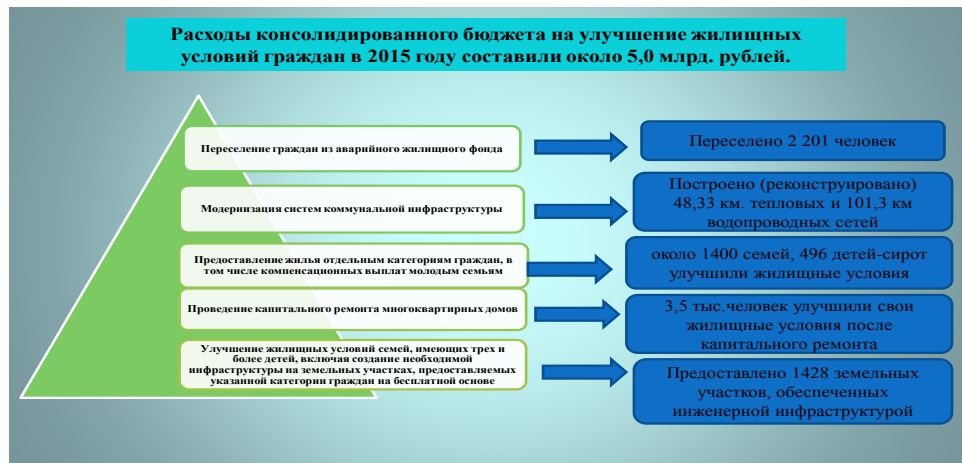 Расходы консолидированного бюджета на улучшение жилищных
условий граждан в 2015 году составили около 5,0 млрд. рублей.
Переселение граждан из аварийного жилищного фонда
Переселено 2 201 человек
Модернизация систем коммунальной инфраструктуры
Построено (реконструировано)
48,33 км. тепловых и 101,3 км
водопроводных сетей
Предоставление жилья отдельным категориям граждан, в
том числе компенсационных выплат молодым семьям
около 1400 семей, 496 детей-сирот
улучшили жилищные условия
Проведение капитального ремонта многоквартирных домов
3,5 тыс.человек улучшили свои
жилищные условия после
капитального ремонта
Улучшение жилищных условий семей, имеющих трех и
более детей, включая создание необходимой
инфраструктуры на земельных участках, предоставляемых
указанной категории граждан на бесплатной основе
Предоставлено 1428 земельных
участков, обеспеченных
инженерной инфраструктурой